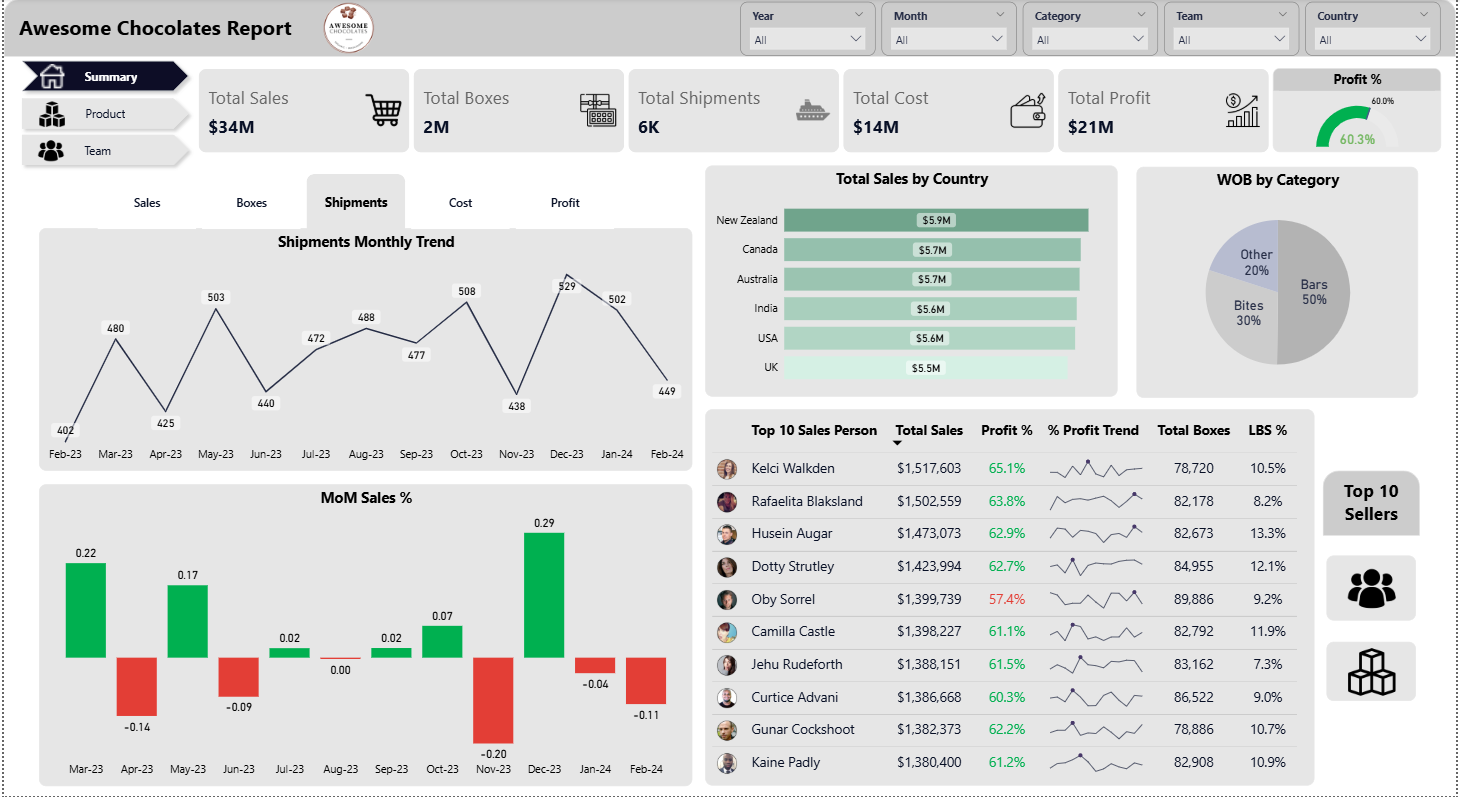 Awesome Chocolates Report
AWESOME
CHOCOLATES
Year
All
Month
All
Category
All
Team
All
Country
All
Summary
Product
Team
Total Sales
$34M
Total Boxes
2M
Total Shipments
6K
Total Cost
$14M
Total Profit
$21M
Profit %
60.0%
60.3%
Sales Boxes Shipments Cost Profit
Shipments Monthly Trend
402 480 425 503 440 472 488 477 508 438 529 502 449
Feb-23 Mar-23 Apr-23 May-23 Jun-23 Jul-23 Aug-23 Sep-23 Oct-23 Nov-23 Dec-23 Jan-24 Feb-24
MoM Sales %
0.22 -0.14 0.17 -0.09 0.02 0.00 0.02 0.07 -0.20 0.29 -0.04 -0.11
Mar-23 Apr-23 May-23 Jun-23 Jul-23 Aug-23 Sep-23 Oct-23 Nov-23 Dec-23 Jan-24 Feb-24
Total Sales by Country
New Zealand $5.9M
Canada $5.7M
Australia $5.7M
India $5.6M
USA $5.6M
UK $5.5M
WOB by Category
Other
20%
Bars
50%
Bites
30%
Top 10 Sales Person Total Sales Profit % % Profit Trend Total Boxes LBS %
Kelci Walkden $1,517,603 65.1% 78,720 10.5%
Rafaelita Blaksland $1,502,559 63.8% 82,178 8.2%
Husein Augar $1,473,073 62.9% 82,673 13.3%
Dotty Strutley $1,423,994 62.7% 84,955 12.1%
Oby Sorrel $1,399,739 57.4% 89,886 9.2%
Camilla Castle $1,398,227 61.1% 82,792 11.9%
Jehu Rudeforth $1,388,151 61.5% 83,162 7.3%
Curtice Advani $1,386,668 60.3% 86,522 9.0%
Gunar Cockshoot $1,382,373 62.2% 78,886 10.7%
Kaine Padly $1,380,400 61.2% 82,908 10.9%
Top 10
Sellers